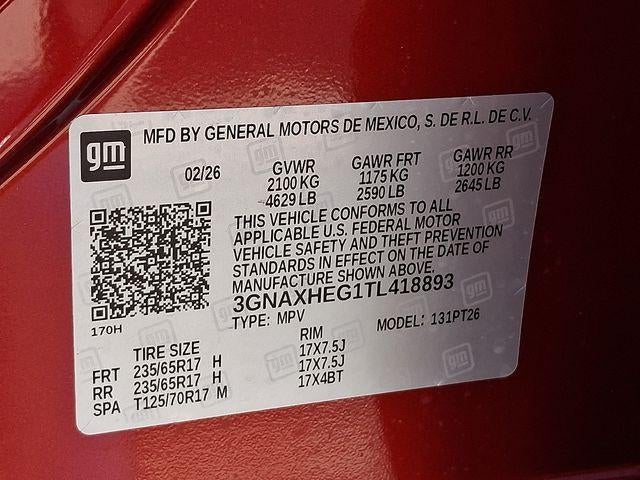 gm
MFD BY GENERAL MOTORS DE MEXICO, S. DE R.L. DE C.V.
02/26
GVWR
2100 KG
4629 LB
GAWR FRT
1175 KG
2590 LB
GAWR RR
1200 KG
2645 LB
THIS VEHICLE CONFORMS TO ALL
APPLICABLE U.S. FEDERAL MOTOR
VEHICLE SAFETY AND THEFT PREVENTION
STANDARDS IN EFFECT ON THE DATE OF
MANUFACTURE SHOWN ABOVE.
3GNAXHEG1TL418893
TYPE: MPV
MODEL: 131PT26
170H
TIRE SIZE RIM
FRT 235/65R17 H 17X7.5J
RR 235/65R17 H 17X7.5J
SPA T125/70R17 M 17X4BT